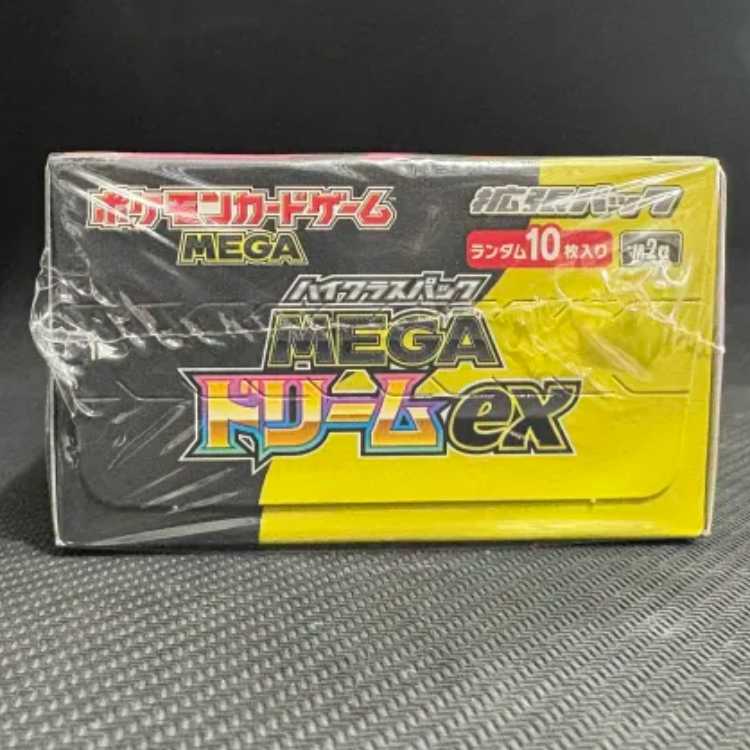 ポケモンカードゲーム
MEGA
拡張パック
ランダム10枚入り
M2a
ハイクラスパック
MEGA
ドリームex